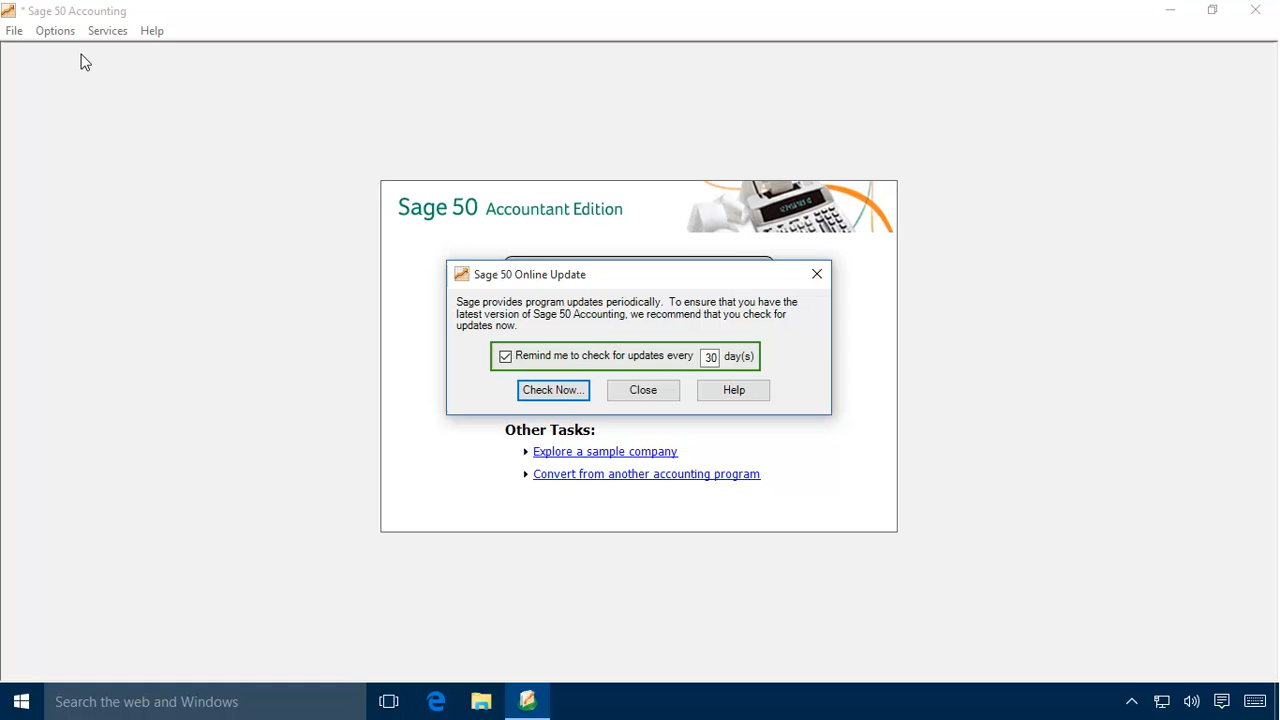 * Sage 50 Accounting
File Options Services Help
Sage 50 Accountant Edition
Sage 50 Online Update
Sage provides program updates periodically. To ensure that you have the
latest version of Sage 50 Accounting, we recommend that you check for
updates now.
Remind me to check for updates every 30 day(s)
Check Now... Close Help
Other Tasks:
Explore a sample company
Convert from another accounting program
Search the web and Windows